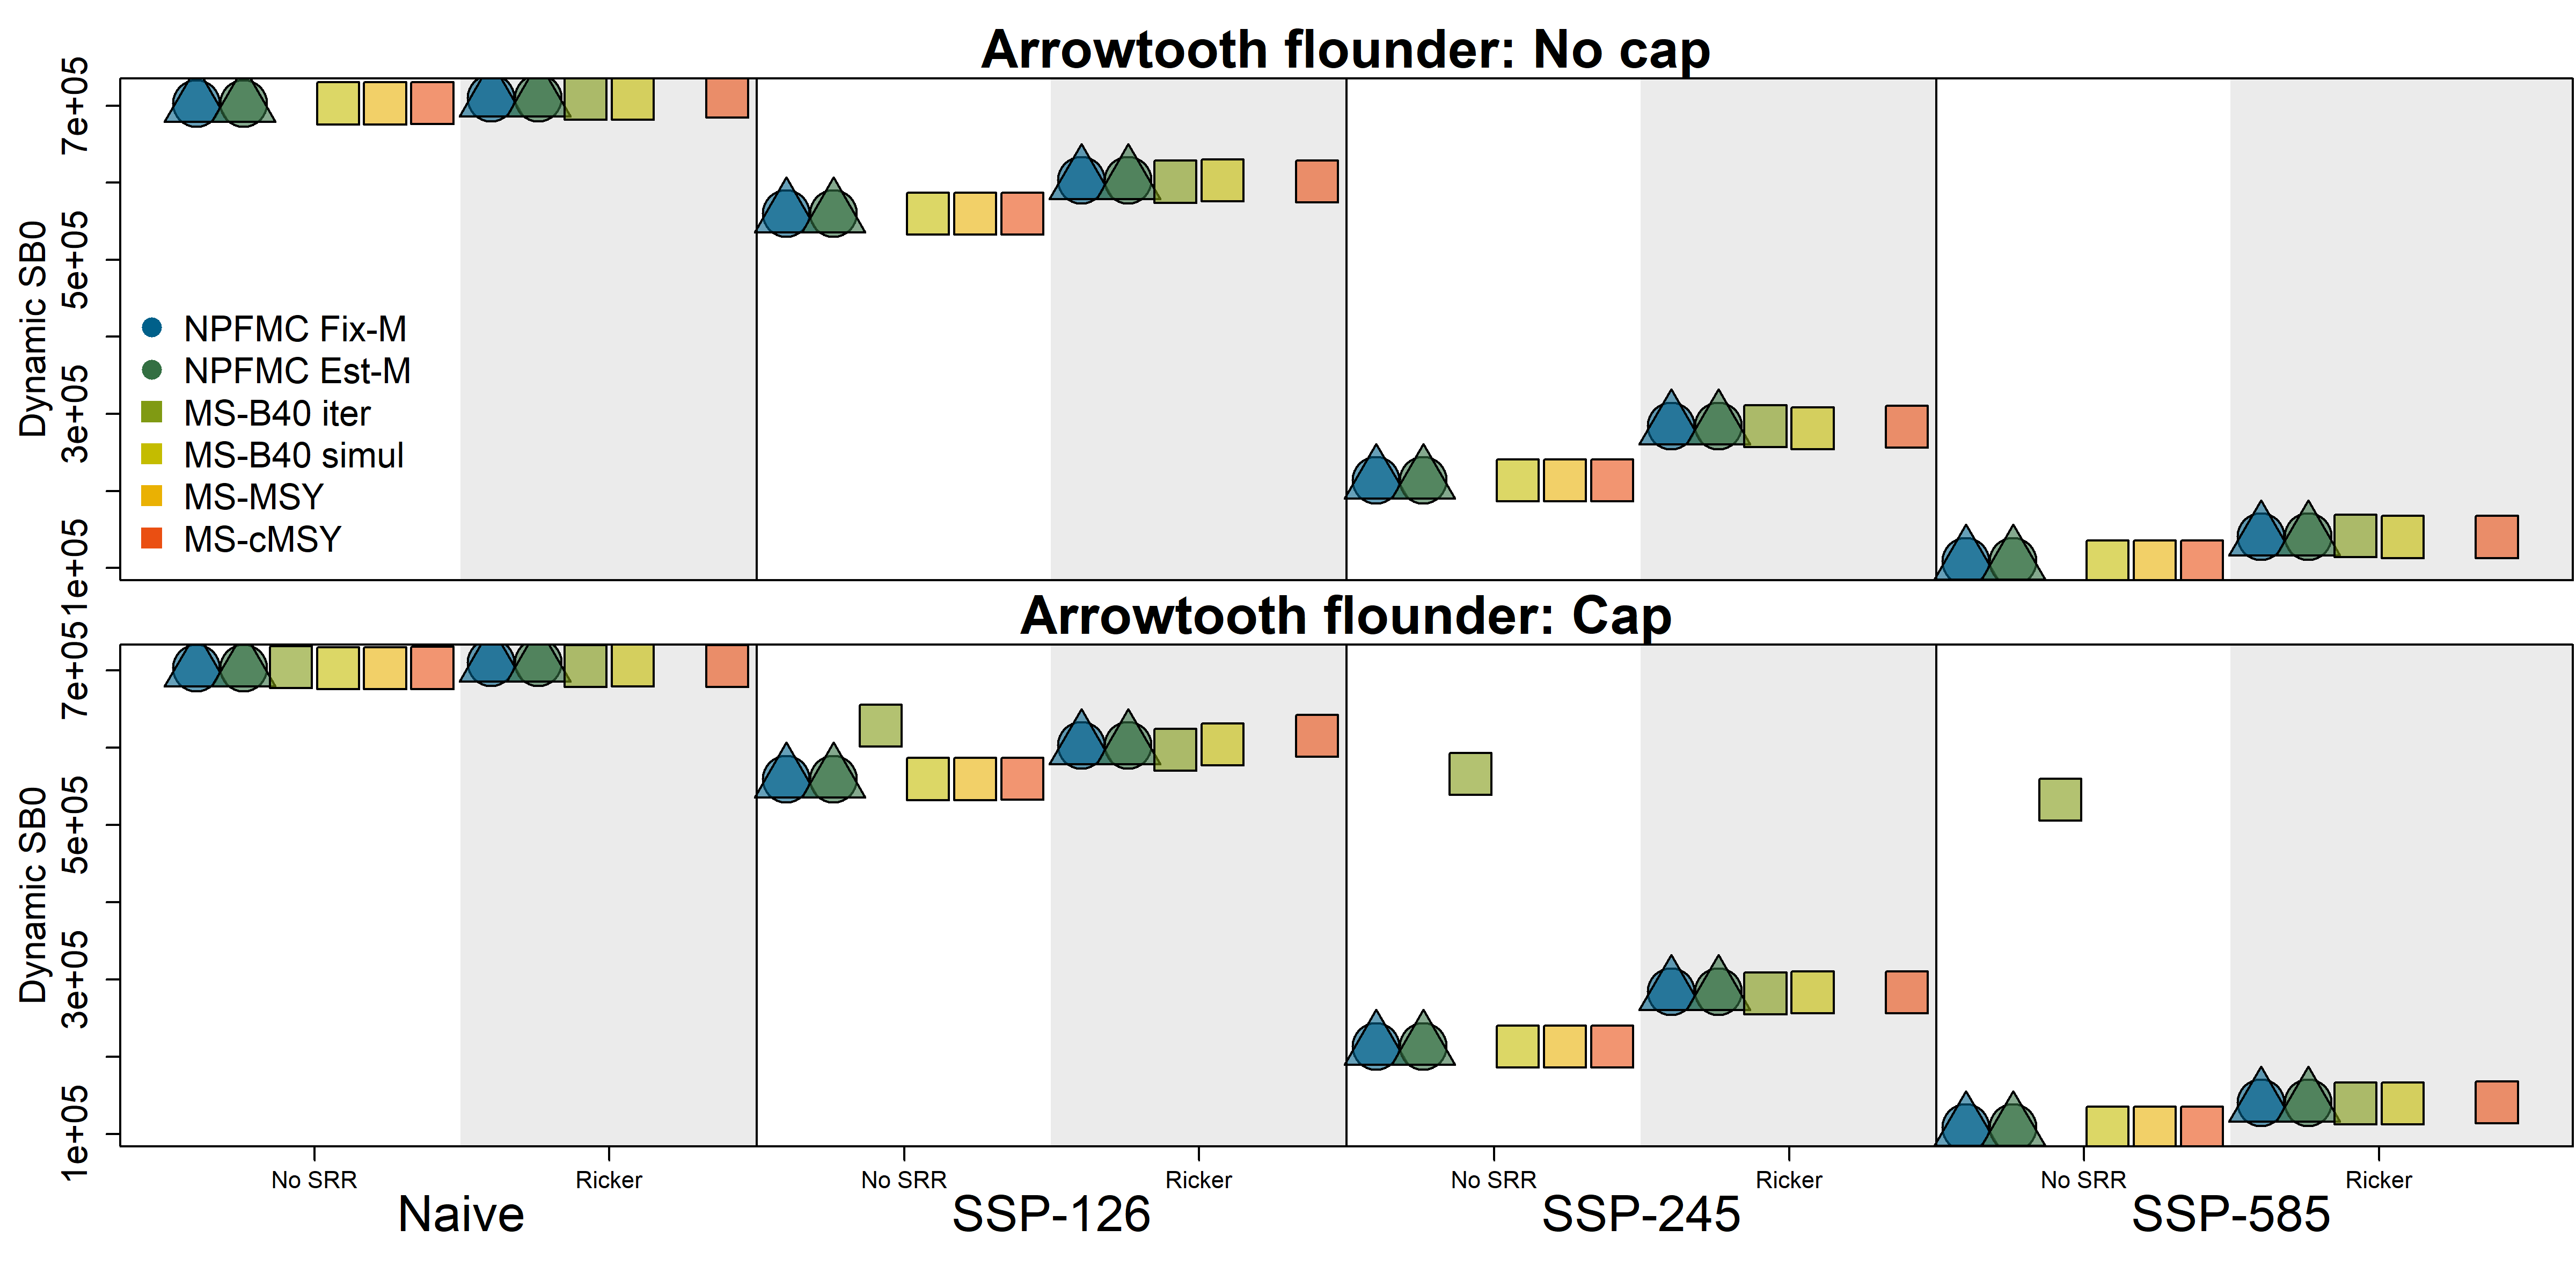 Arrowtooth flounder: No cap
Dynamic SB0
7e+05
5e+05
3e+05
1e+05
NPFMC Fix-M
NPFMC Est-M
MS-B40 iter
MS-B40 simul
MS-MSY
MS-cMSY
Arrowtooth flounder: Cap
Dynamic SB0
7e+05
5e+05
3e+05
1e+05
No SRR Ricker No SRR Ricker No SRR Ricker No SRR Ricker
Naive SSP-126 SSP-245 SSP-585